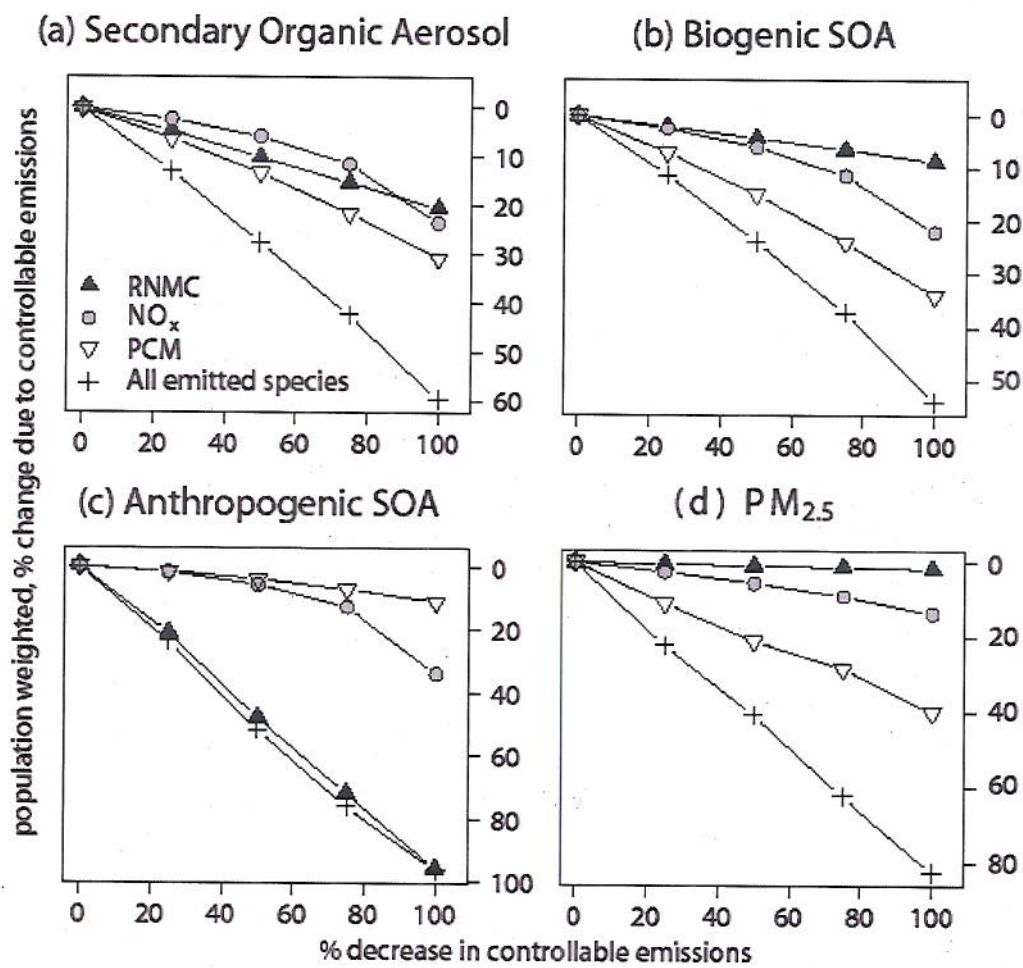 (a) Secondary Organic Aerosol
(b) Biogenic SOA
population weighted, % change due to controllable emissions
0
10
20
30
40
50
60
RNMC
NOx
PCM
All emitted species
0 20 40 60 80 100
0
10
20
30
40
50
0 20 40 60 80 100
(c) Anthropogenic SOA
(d) PM2.5
0
20
40
60
80
100
0 20 40 60 80 100
0
20
40
60
80
0 20 40 60 80 100
% decrease in controllable emissions